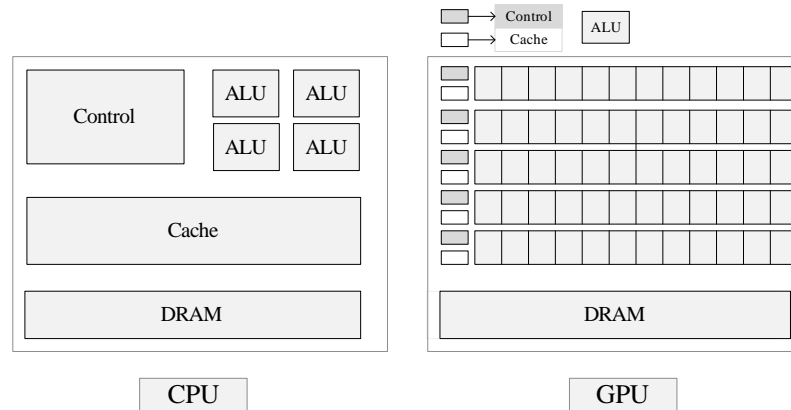 Control
Cache
ALU
Control
ALU ALU
ALU ALU
Cache
DRAM
DRAM
CPU
GPU